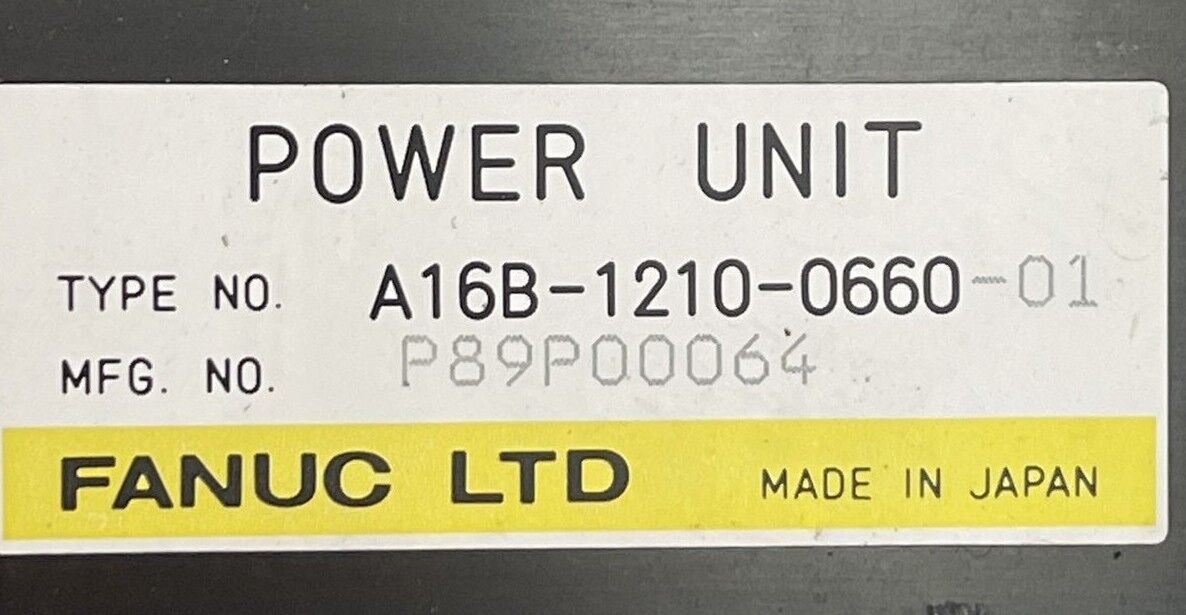 POWER UNIT
TYPE NO. A16B-1210-0660-01
MFG. NO. P89P00064
FANUC LTD MADE IN JAPAN